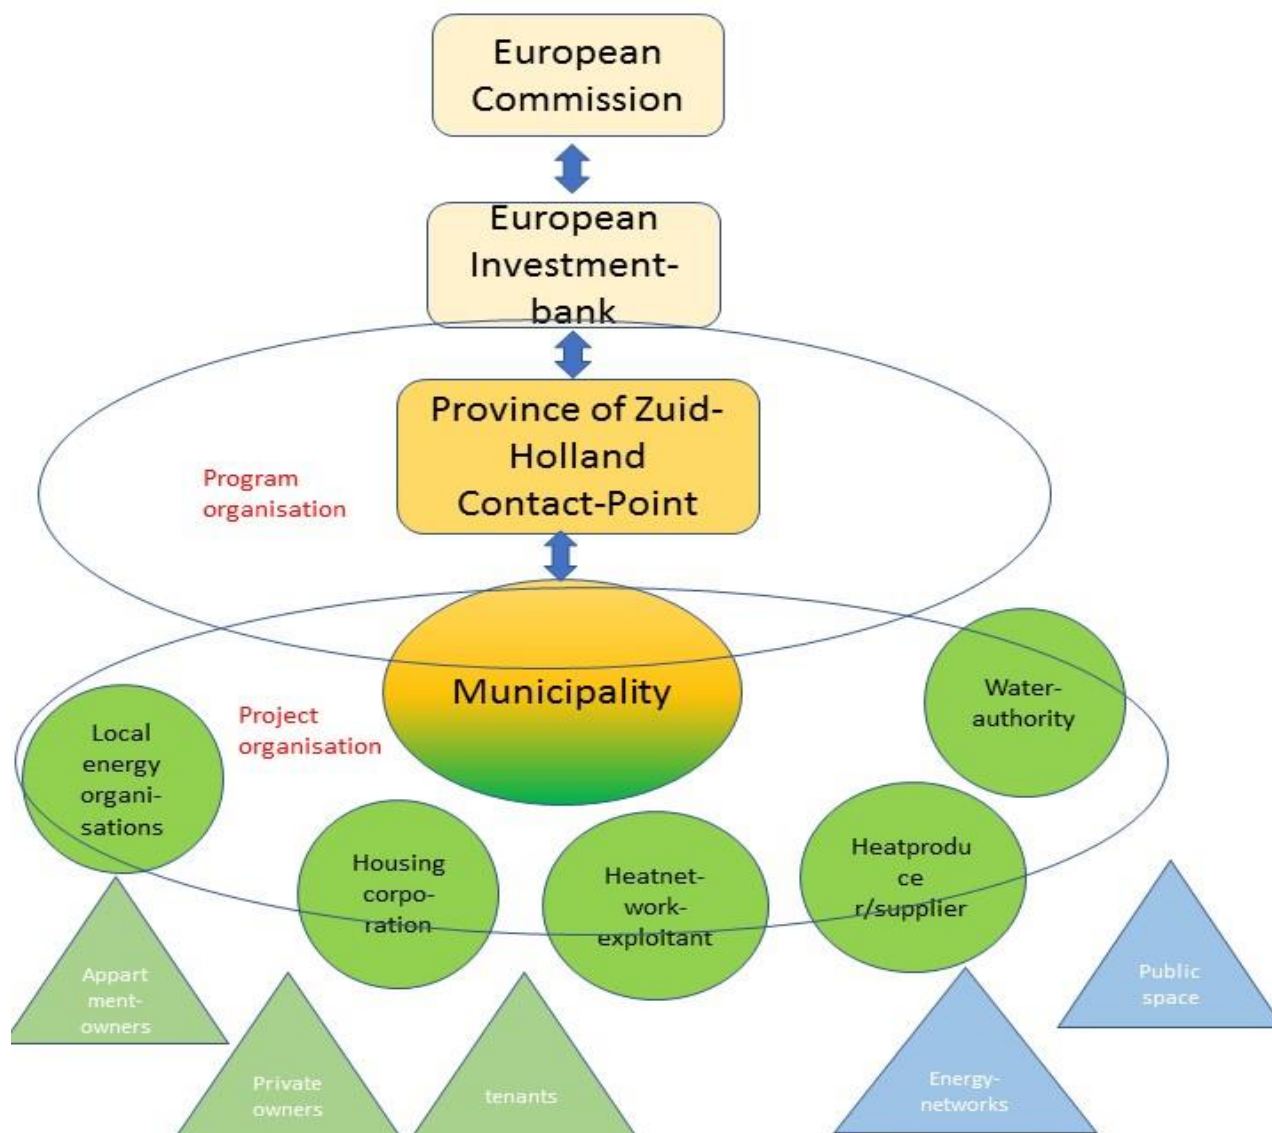 European
Commission
European
Investment-
bank
Province of Zuid-
Holland
Contact-Point
Program
organisation
Municipality
Project
organisation
Water-
authority
Local
energy
organi-
sations
Housing
corpo-
ration
Heatnet-
work-
exploitant
Heatprodu
ce
r/supplier
Appart
ment-
owners
Private
owners
tenants
Energy-
networks
Public
space